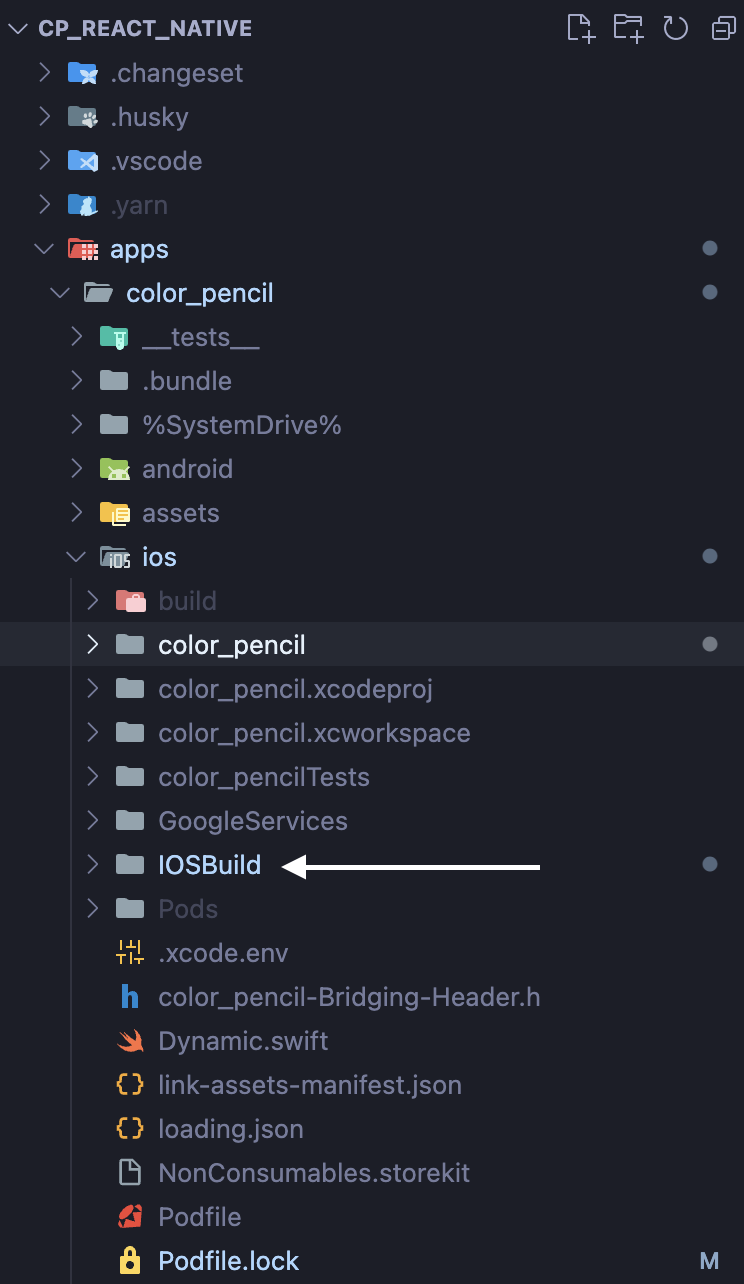 CP_REACT_NATIVE
.changeset
.husky
.vscode
.yarn
apps
color_pencil
__tests__
.bundle
%SystemDrive%
android
assets
ios
build
color_pencil
color_pencil.xcodeproj
color_pencil.xcworkspace
color_pencilTests
GoogleServices
IOSBuild
Pods
.xcode.env
color_pencil-Bridging-Header.h
Dynamic.swift
link-assets-manifest.json
loading.json
NonConsumables.storekit
Podfile
Podfile.lock M